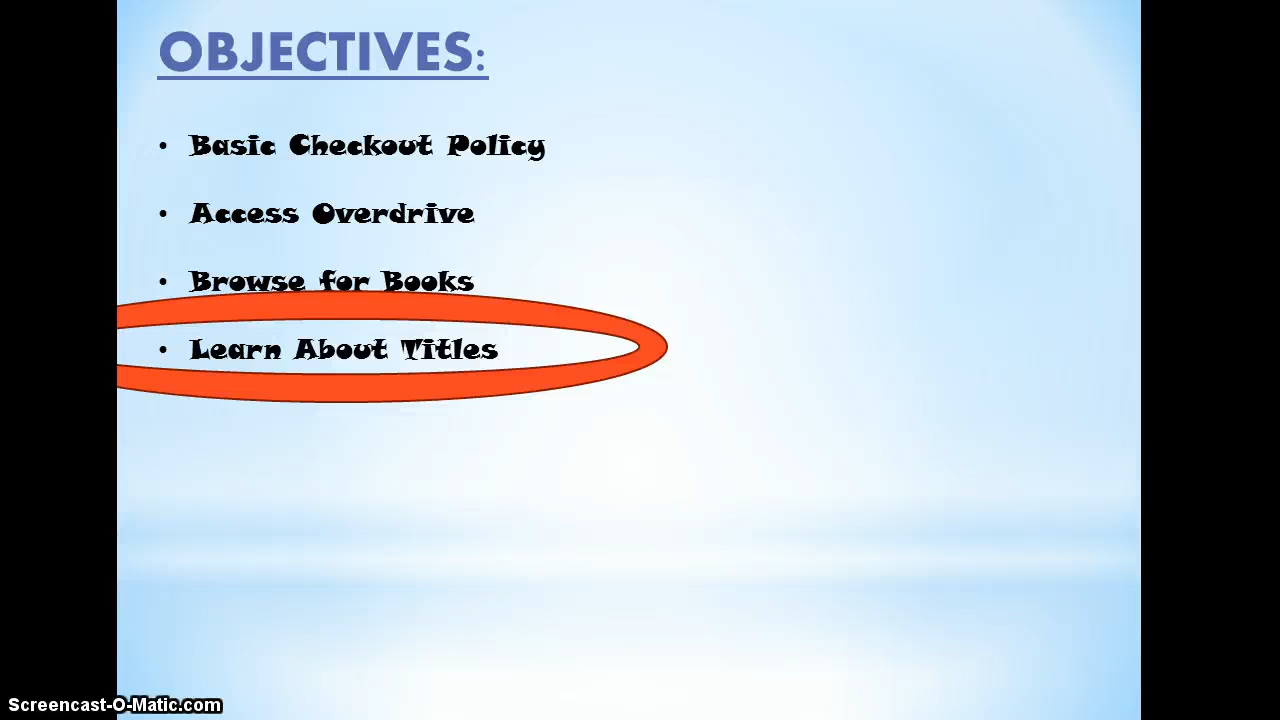 OBJECTIVES:
• Basic Checkout Policy
• Access Overdrive
• Browse for Books
• Learn About Titles
Screencast-O-Matic.com